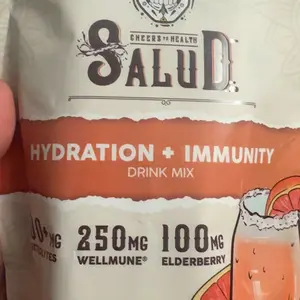 CHEERS TO HEALTH
SALUD
HYDRATION + IMMUNITY
DRINK MIX
250MG
WELLMUNE®
100MG
ELDERBERRY